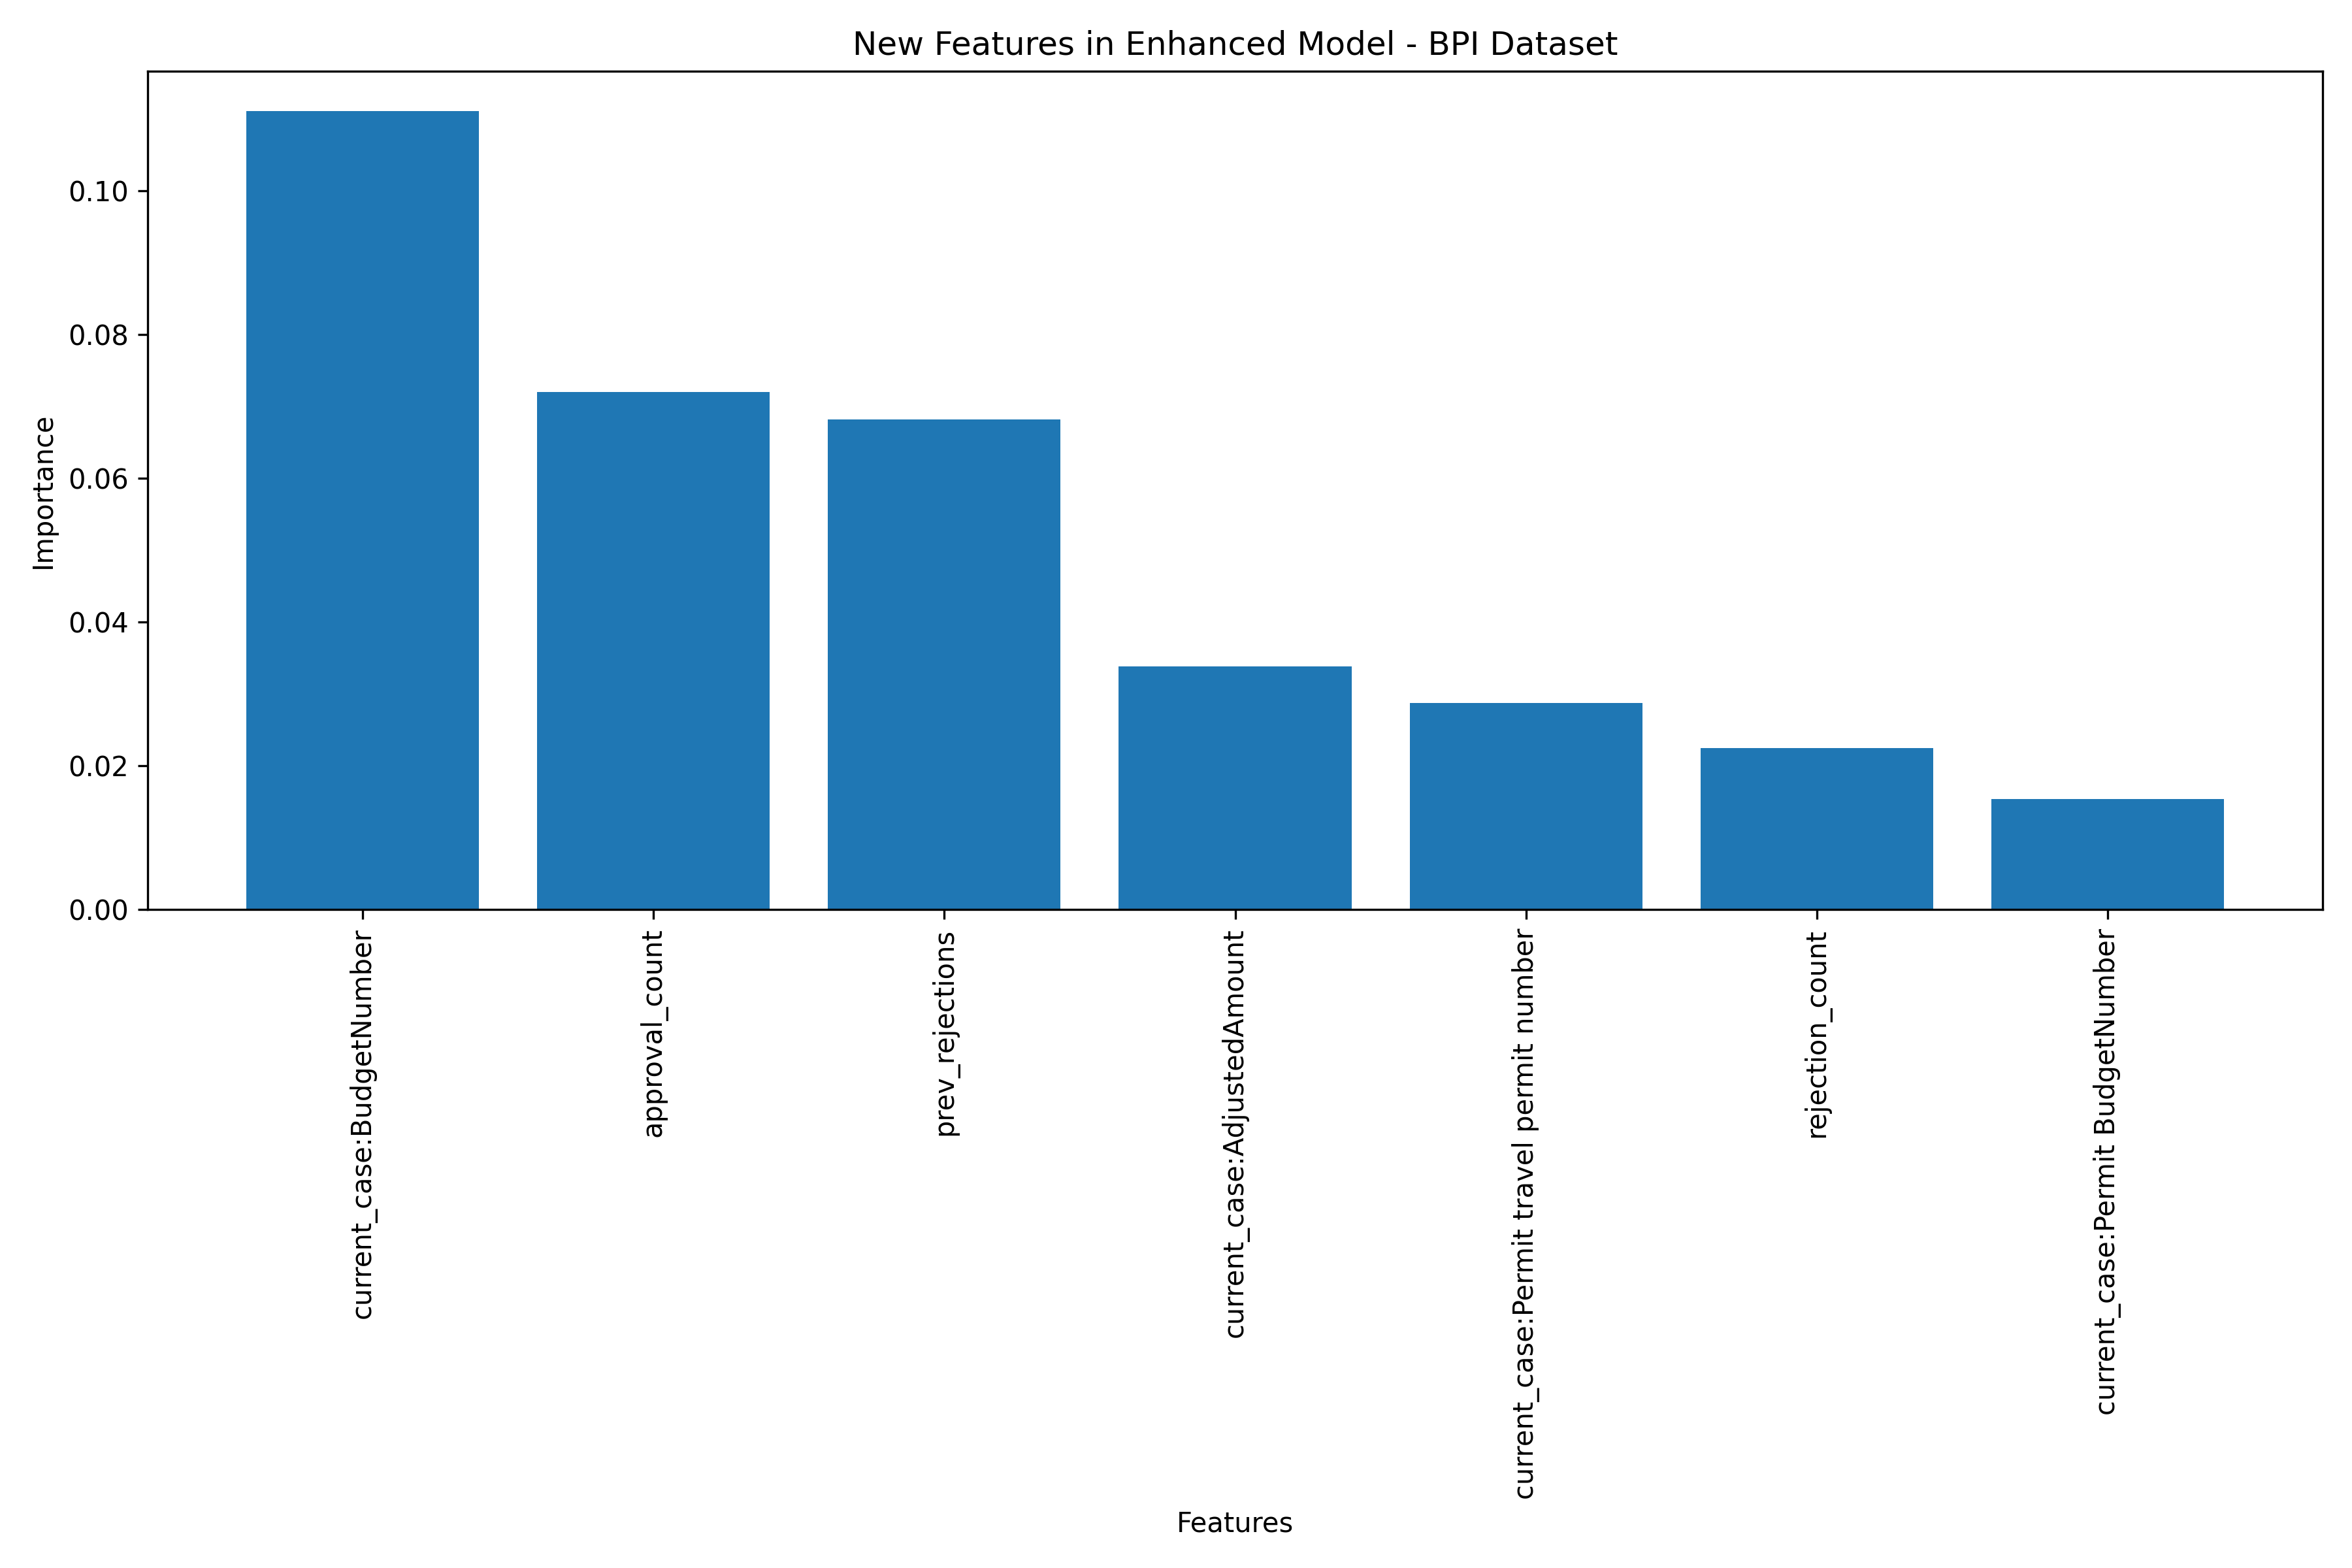 New Features in Enhanced Model - BPI Dataset
Importance
0.10
0.08
0.06
0.04
0.02
0.00
current_case:BudgetNumber
approval_count
prev_rejections
current_case:AdjustedAmount
current_case:Permit travel permit number
rejection_count
current_case:Permit BudgetNumber
Features